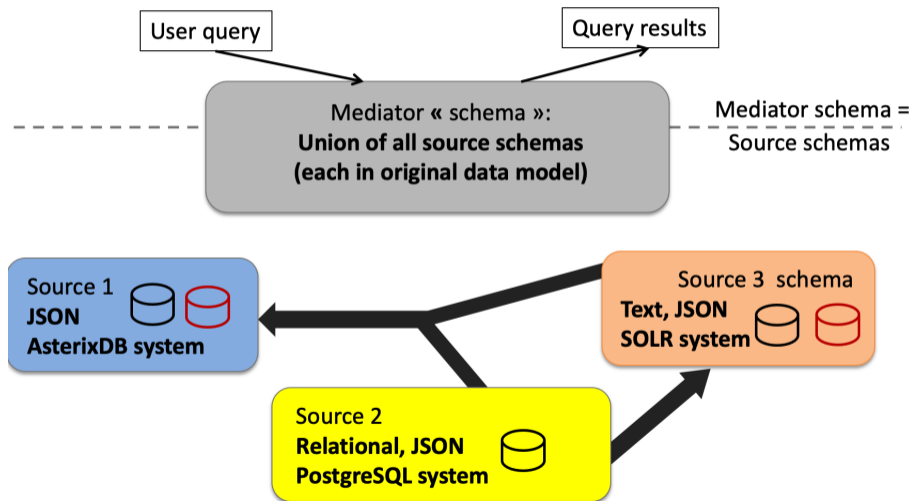 User query
Query results
Mediator « schema »:
Union of all source schemas
(each in original data model)
Mediator schema =
Source schemas
Source 1
JSON
AsterixDB system
Source 3 schema
Text, JSON
SOLR system
Source 2
Relational, JSON
PostgreSQL system